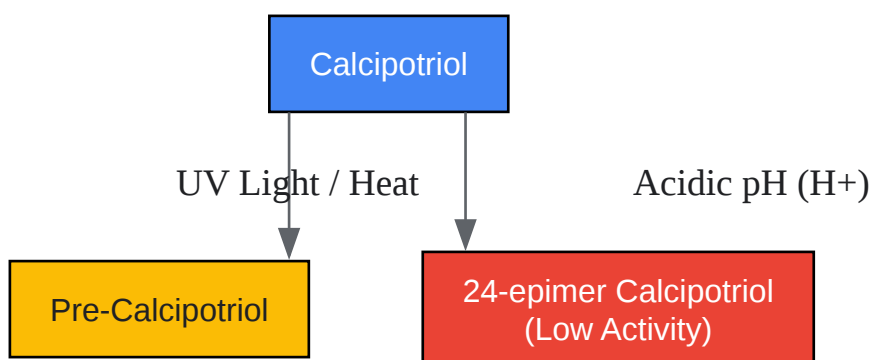 Calcipotriol
UV Light / Heat
Acidic pH (H+)
Pre-Calcipotriol
24-epimer Calcipotriol
(Low Activity)